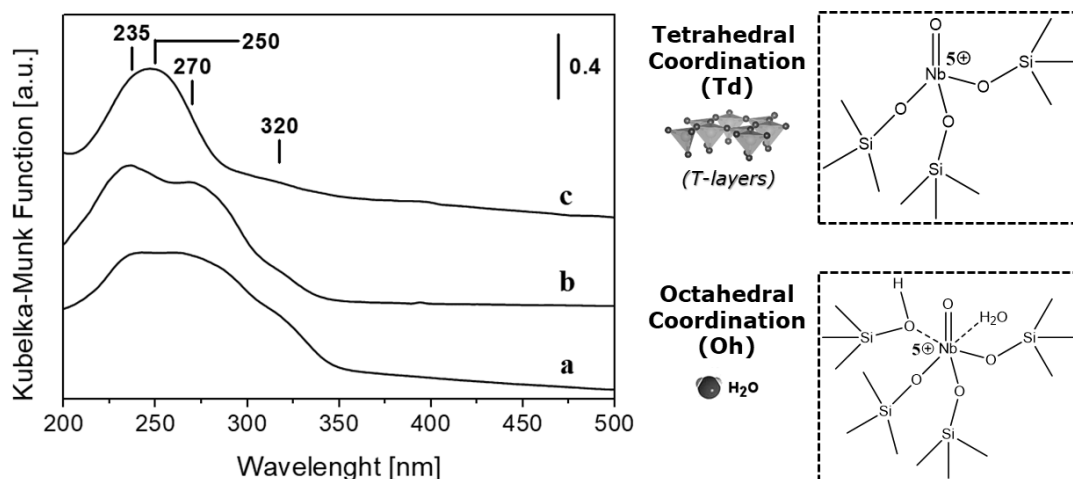 235
250
270
320
0.4
c
b
a
Kubelka-Munk Function [a.u.]
200 250 300 350 400 450 500
Wavelenght [nm]
Tetrahedral
Coordination
(Td)
(T-layers)
O
5+
Nb
O
Si
O
Si
O
Si
Octahedral
Coordination
(Oh)
H₂O
H
O
O
H₂O
Si
5+
Nb
O
Si
O
O
Si
Si